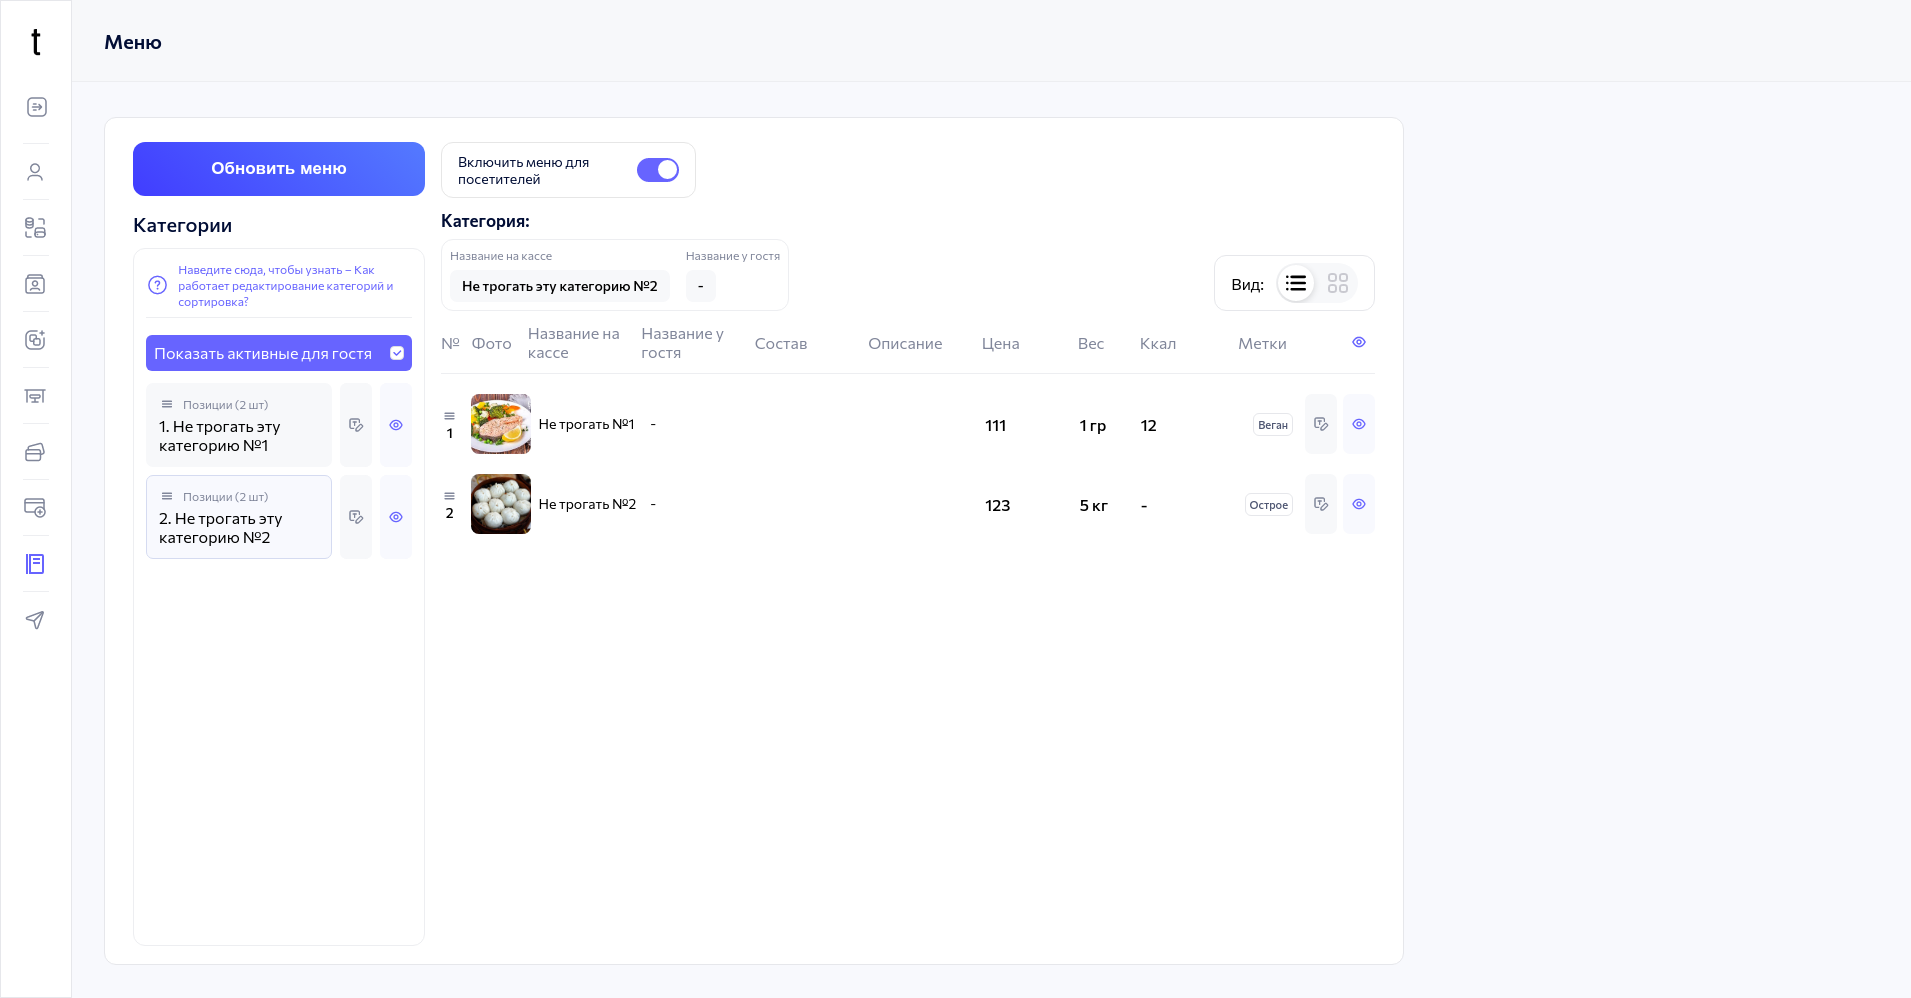 t
Меню
Обновить меню
Включить меню для
посетителей
Категории
Наведите сюда, чтобы узнать – Как
работает редактирование категорий и
сортировка?
Показать активные для гостя
Позиции (2 шт)
1. Не трогать эту
категорию №1
Позиции (2 шт)
2. Не трогать эту
категорию №2
Категория:
Название на кассе
Название у гостя
Не трогать эту категорию №2
-
Вид:
№ Фото Название на кассе Название у гостя Состав Описание Цена Вес Ккал Метки
1 Не трогать №1 - 111 1 гр 12 Веган
2 Не трогать №2 - 123 5 кг - Острое